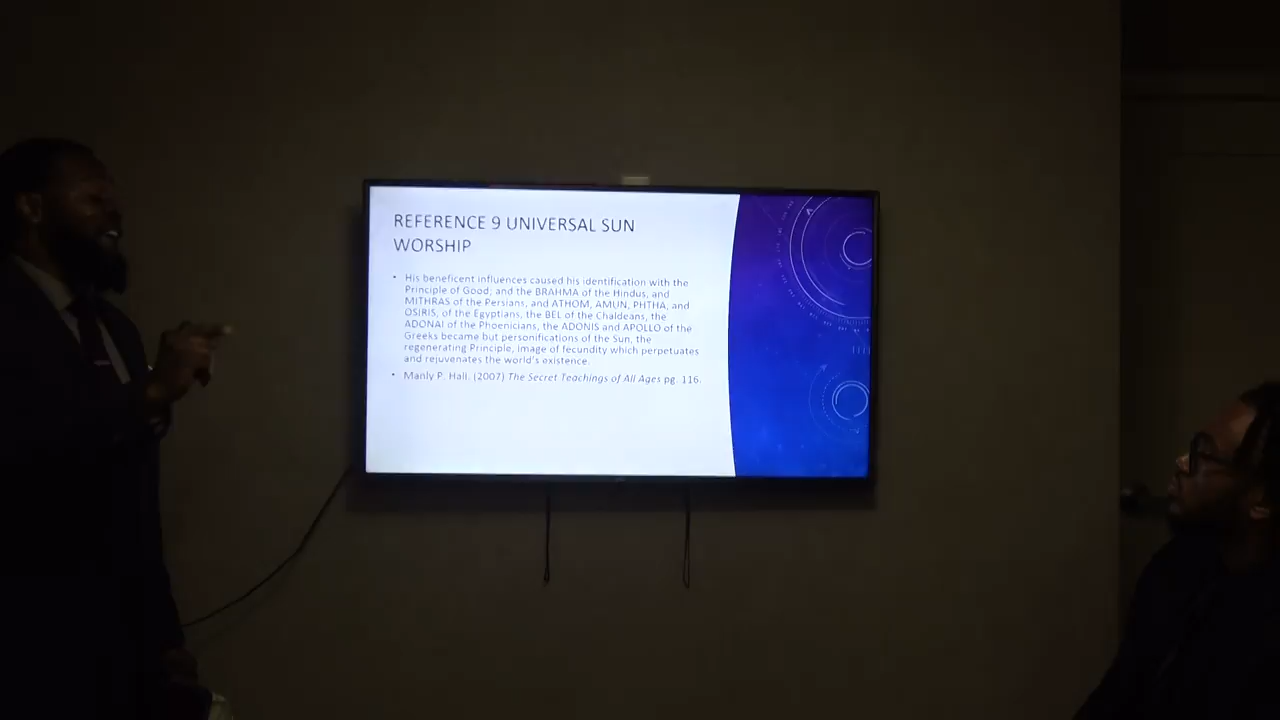 REFERENCE 9 UNIVERSAL SUN
WORSHIP
• His beneficent influences caused his identification with the
Principle of Good; and the BRAHMA of the Hindus, and
MITHRAS of the Persians, and ATHOM, AMUN, PHTHA, and
OSIRIS, of the Egyptians, the BEL of the Chaldeans, the
ADONAI of the Phoenicians, the ADONIS and APOLLO of the
Greeks became but personifications of the Sun, the
regenerating Principle, image of fecundity which perpetuates
and rejuvenates the world's existence.
• Manly P. Hall. (2007) The Secret Teachings of All Ages pg. 116.